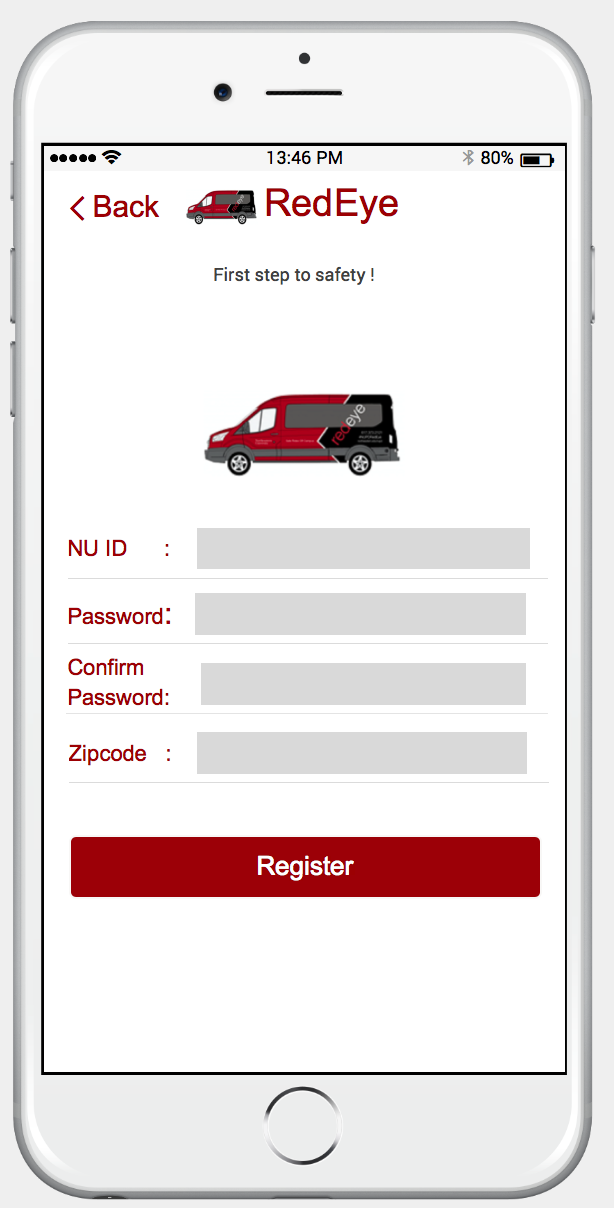 13:46 PM 80%
Back RedEye
First step to safety !
redeye
NU ID :
Password:
Confirm
Password:
Zipcode :
Register